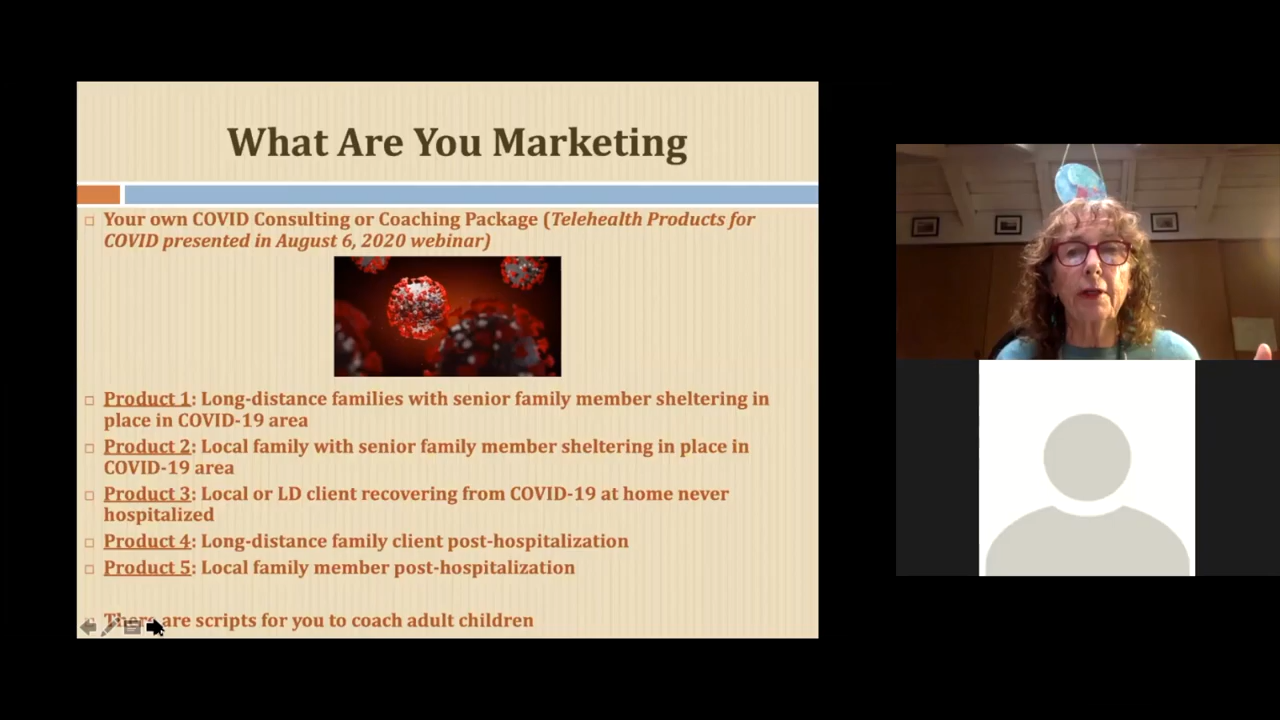 What Are You Marketing
Your own COVID Consulting or Coaching Package (Telehealth Products for
COVID presented in August 6, 2020 webinar)
Product 1: Long-distance families with senior family member sheltering in
place in COVID-19 area
Product 2: Local family with senior family member sheltering in place in
COVID-19 area
Product 3: Local or LD client recovering from COVID-19 at home never
hospitalized
Product 4: Long-distance family client post-hospitalization
Product 5: Local family member post-hospitalization
There are scripts for you to coach adult children